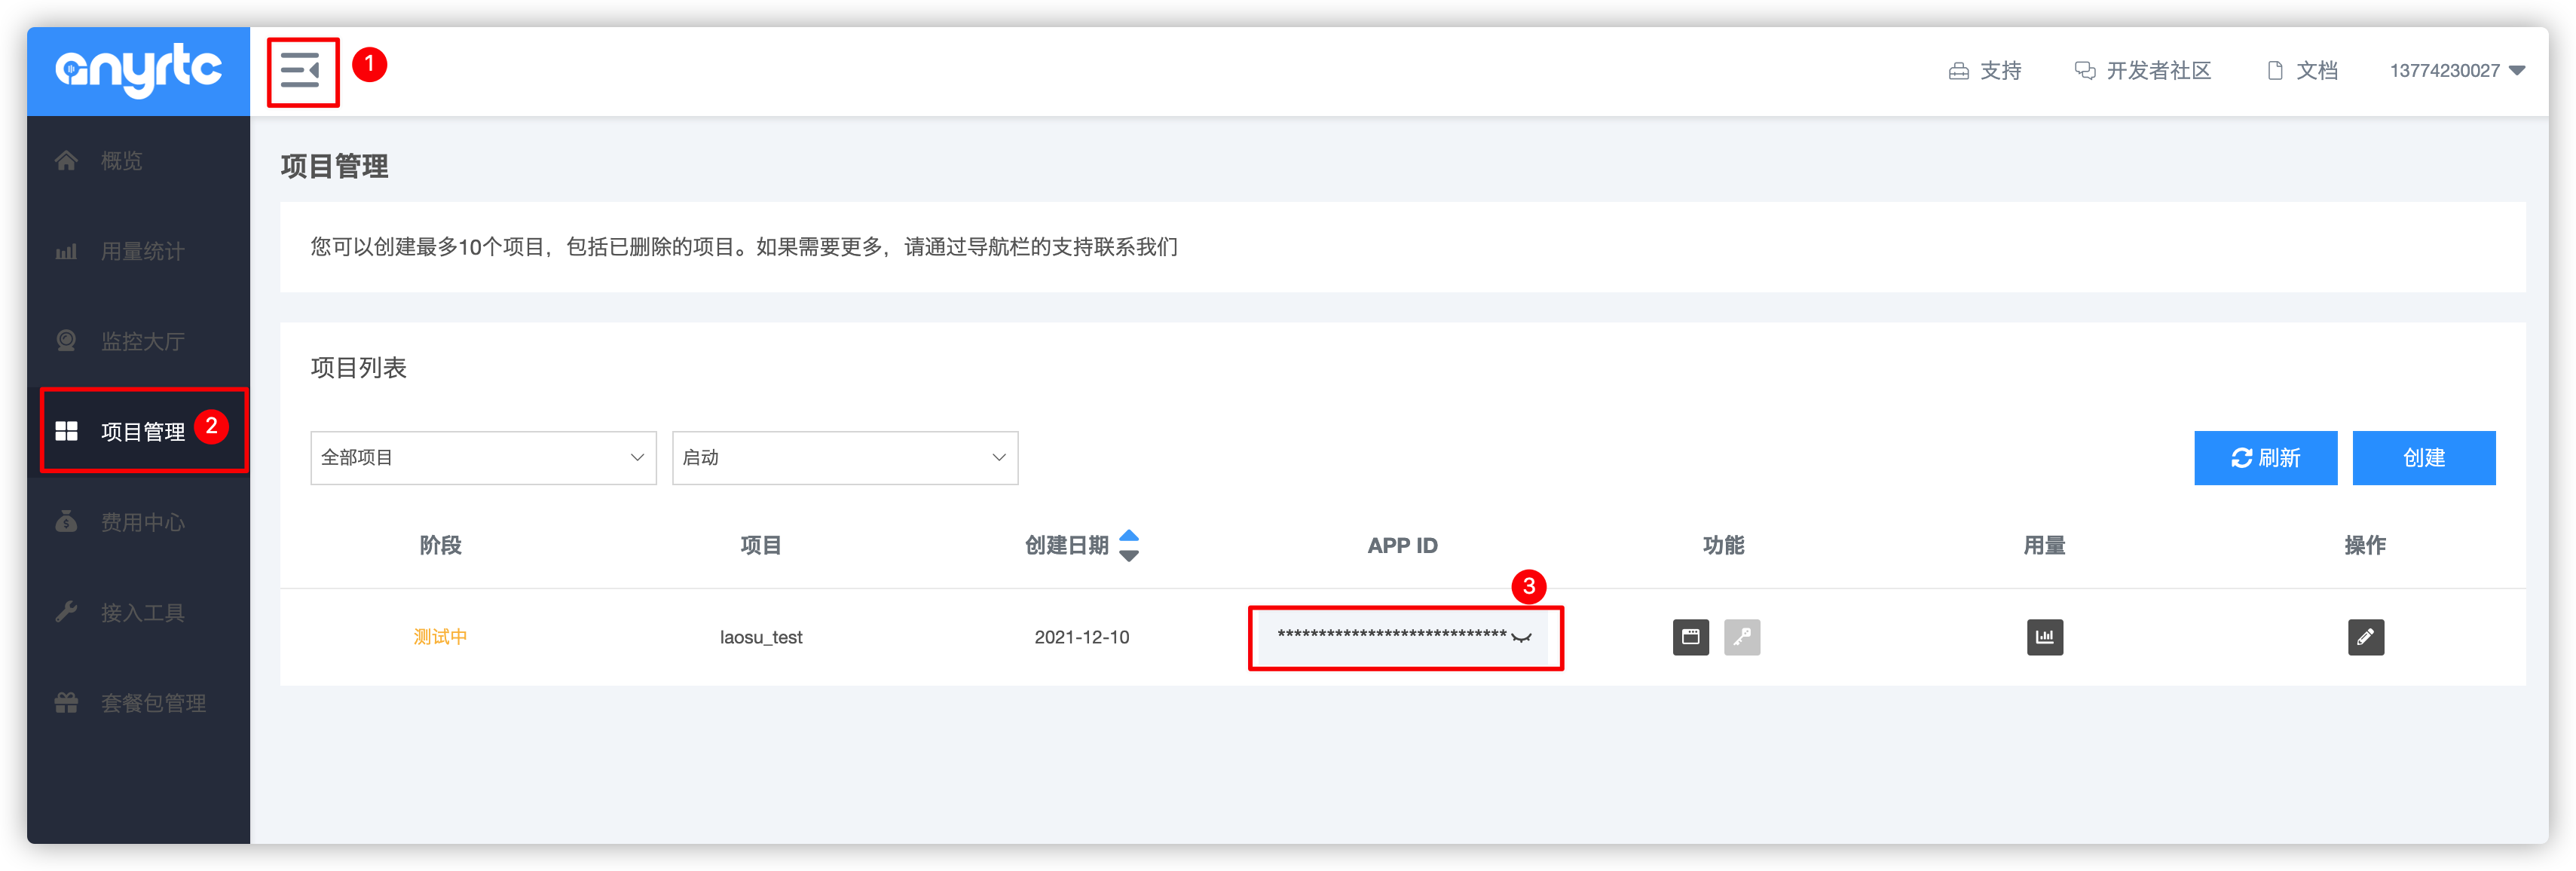 anyrtc
1
支持
开发者社区
文档
13774230027
概览
用量统计
监控大厅
项目管理
2
费用中心
接入工具
套餐包管理
项目管理
您可以创建最多10个项目，包括已删除的项目。如果需要更多，请通过导航栏的支持联系我们
项目列表
全部项目
启动
刷新
创建
阶段 项目 创建日期 APP ID 功能 用量 操作
3
测试中 laosu_test 2021-12-10 ****************************